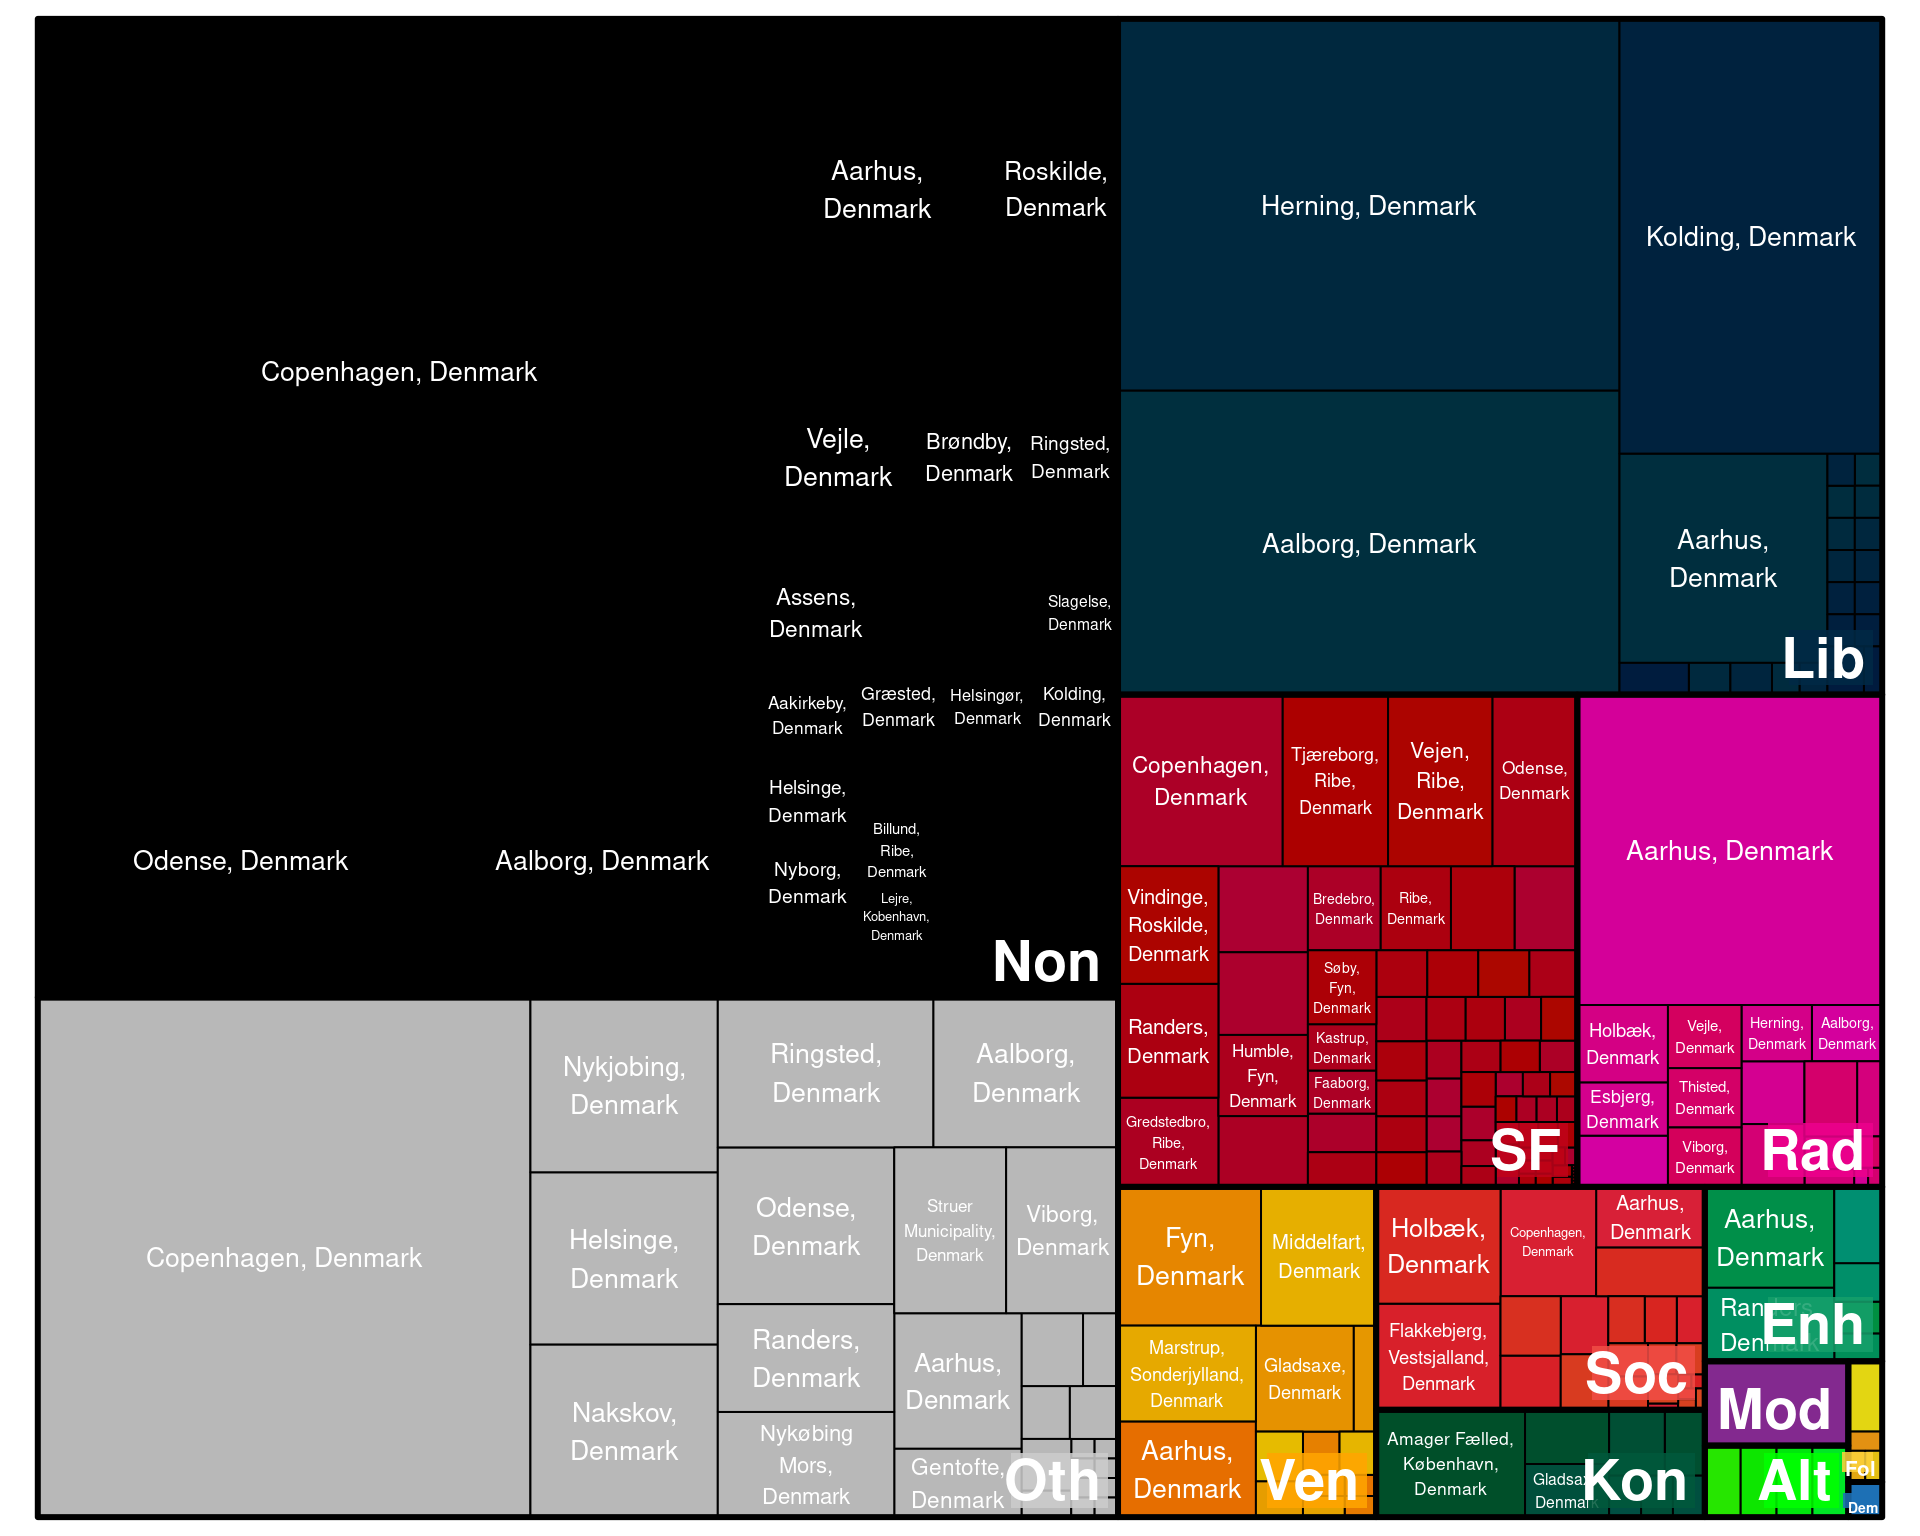 Copenhagen, Denmark
Aarhus,
Denmark
Roskilde,
Denmark
Vejle,
Denmark
Brøndby,
Denmark
Ringsted,
Denmark
Assens,
Denmark
Slagelse,
Denmark
Aakirkeby,
Denmark
Græsted,
Denmark
Helsingør,
Denmark
Kolding,
Denmark
Odense, Denmark
Aalborg, Denmark
Helsinge,
Denmark
Nyborg,
Denmark
Billund,
Ribe,
Denmark
Lejre,
Kobenhavn,
Denmark
Non
Herning, Denmark
Kolding, Denmark
Aalborg, Denmark
Aarhus,
Denmark
Lib
Copenhagen,
Denmark
Tjæreborg,
Ribe,
Denmark
Vejen,
Ribe,
Denmark
Odense,
Denmark
Vindinge,
Roskilde,
Denmark
Bredebro,
Denmark
Ribe,
Denmark
Søby,
Fyn,
Denmark
Randers,
Denmark
Humble,
Fyn,
Denmark
Kastrup,
Denmark
Faaborg,
Denmark
Gredstedbro,
Ribe,
Denmark
SF
Aarhus, Denmark
Holbæk,
Denmark
Vejle,
Denmark
Herning,
Denmark
Aalborg,
Denmark
Esbjerg,
Denmark
Thisted,
Denmark
Viborg,
Denmark
Rad
Copenhagen, Denmark
Nykjobing,
Denmark
Ringsted,
Denmark
Aalborg,
Denmark
Helsinge,
Denmark
Odense,
Denmark
Struer
Municipality,
Denmark
Viborg,
Denmark
Nakskov,
Denmark
Randers,
Denmark
Aarhus,
Denmark
Nykøbing
Mors,
Denmark
Gentofte,
Denmark
Oth
Fyn,
Denmark
Middelfart,
Denmark
Marstrup,
Sonderjylland,
Denmark
Gladsaxe,
Denmark
Aarhus,
Denmark
Ven
Holbæk,
Denmark
Copenhagen,
Denmark
Aarhus,
Denmark
Flakkebjerg,
Vestsjalland,
Denmark
Soc
Amager Fælled,
København,
Denmark
Gladsaxe,
Denmark
Kon
Aarhus,
Denmark
Randers,
Denmark
Enh
Mod
Alt
Fol
Dem